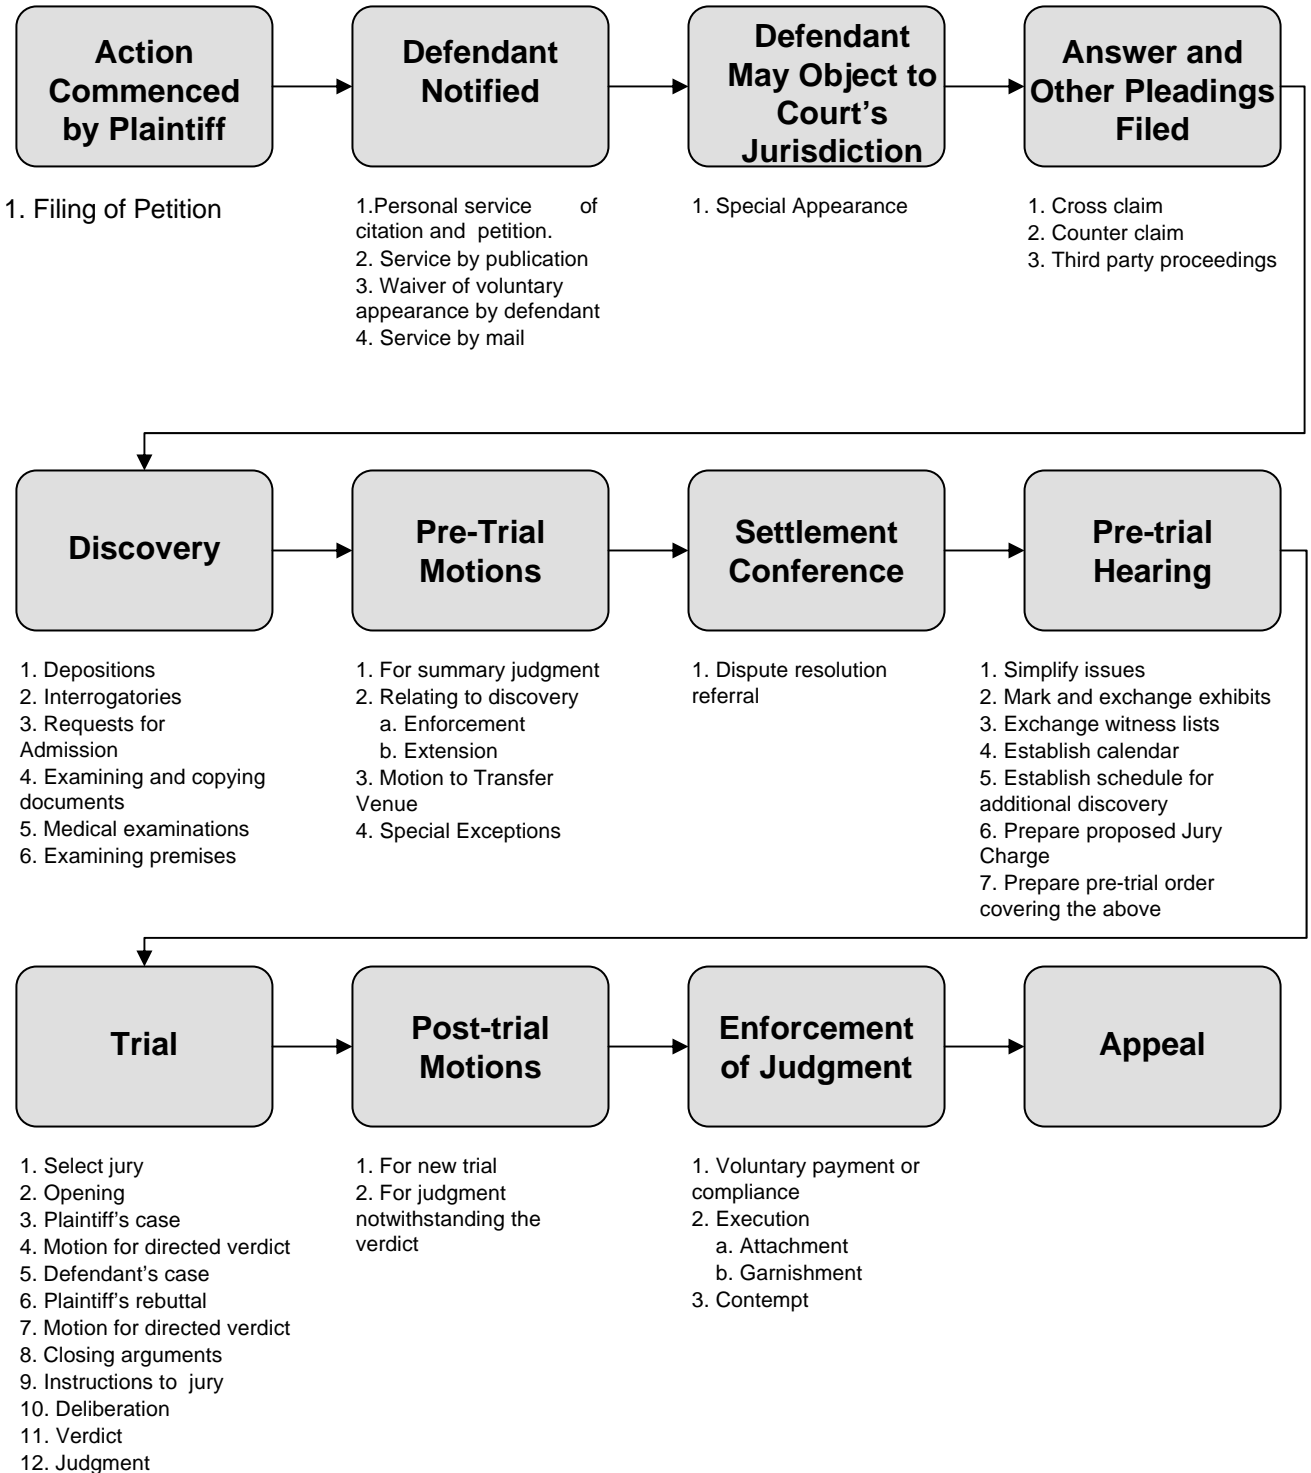 Action
Commenced
by Plaintiff
1. Filing of Petition
Defendant
Notified
1.Personal service of
citation and petition.
2. Service by publication
3. Waiver of voluntary
appearance by defendant
4. Service by mail
Defendant
May Object to
Court's
Jurisdiction
1. Special Appearance
Answer and
Other Pleadings
Filed
1. Cross claim
2. Counter claim
3. Third party proceedings
Discovery
1. Depositions
2. Interrogatories
3. Requests for
Admission
4. Examining and copying
documents
5. Medical examinations
6. Examining premises
Pre-Trial
Motions
1. For summary judgment
2. Relating to discovery
a. Enforcement
b. Extension
3. Motion to Transfer
Venue
4. Special Exceptions
Settlement
Conference
1. Dispute resolution
referral
Pre-trial
Hearing
1. Simplify issues
2. Mark and exchange exhibits
3. Exchange witness lists
4. Establish calendar
5. Establish schedule for
additional discovery
6. Prepare proposed Jury
Charge
7. Prepare pre-trial order
covering the above
Trial
1. Select jury
2. Opening
3. Plaintiff's case
4. Motion for directed verdict
5. Defendant's case
6. Plaintiff's rebuttal
7. Motion for directed verdict
8. Closing arguments
9. Instructions to jury
10. Deliberation
11. Verdict
12. Judgment
Post-trial
Motions
1. For new trial
2. For judgment
notwithstanding the
verdict
Enforcement
of Judgment
1. Voluntary payment or
compliance
2. Execution
a. Attachment
b. Garnishment
3. Contempt
Appeal